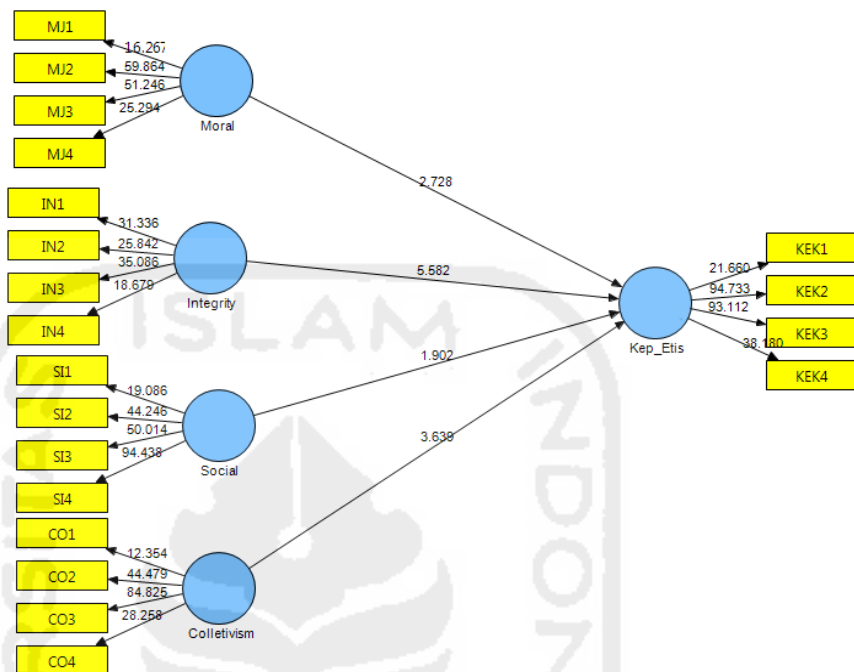 MJ1
MJ2
MJ3
MJ4
16.267
59.864
51.246
25.294
Moral
2.728
IN1
IN2
IN3
IN4
31.336
25.842
35.086
18.679
Integrity
5.582
SI1
SI2
SI3
SI4
19.086
44.246
50.014
94.438
Social
1.902
CO1
CO2
CO3
CO4
12.354
44.479
84.825
28.258
Colletivism
3.639
Kep_Etis
21.660
94.733
93.112
38.180
KEK1
KEK2
KEK3
KEK4
ISLAM